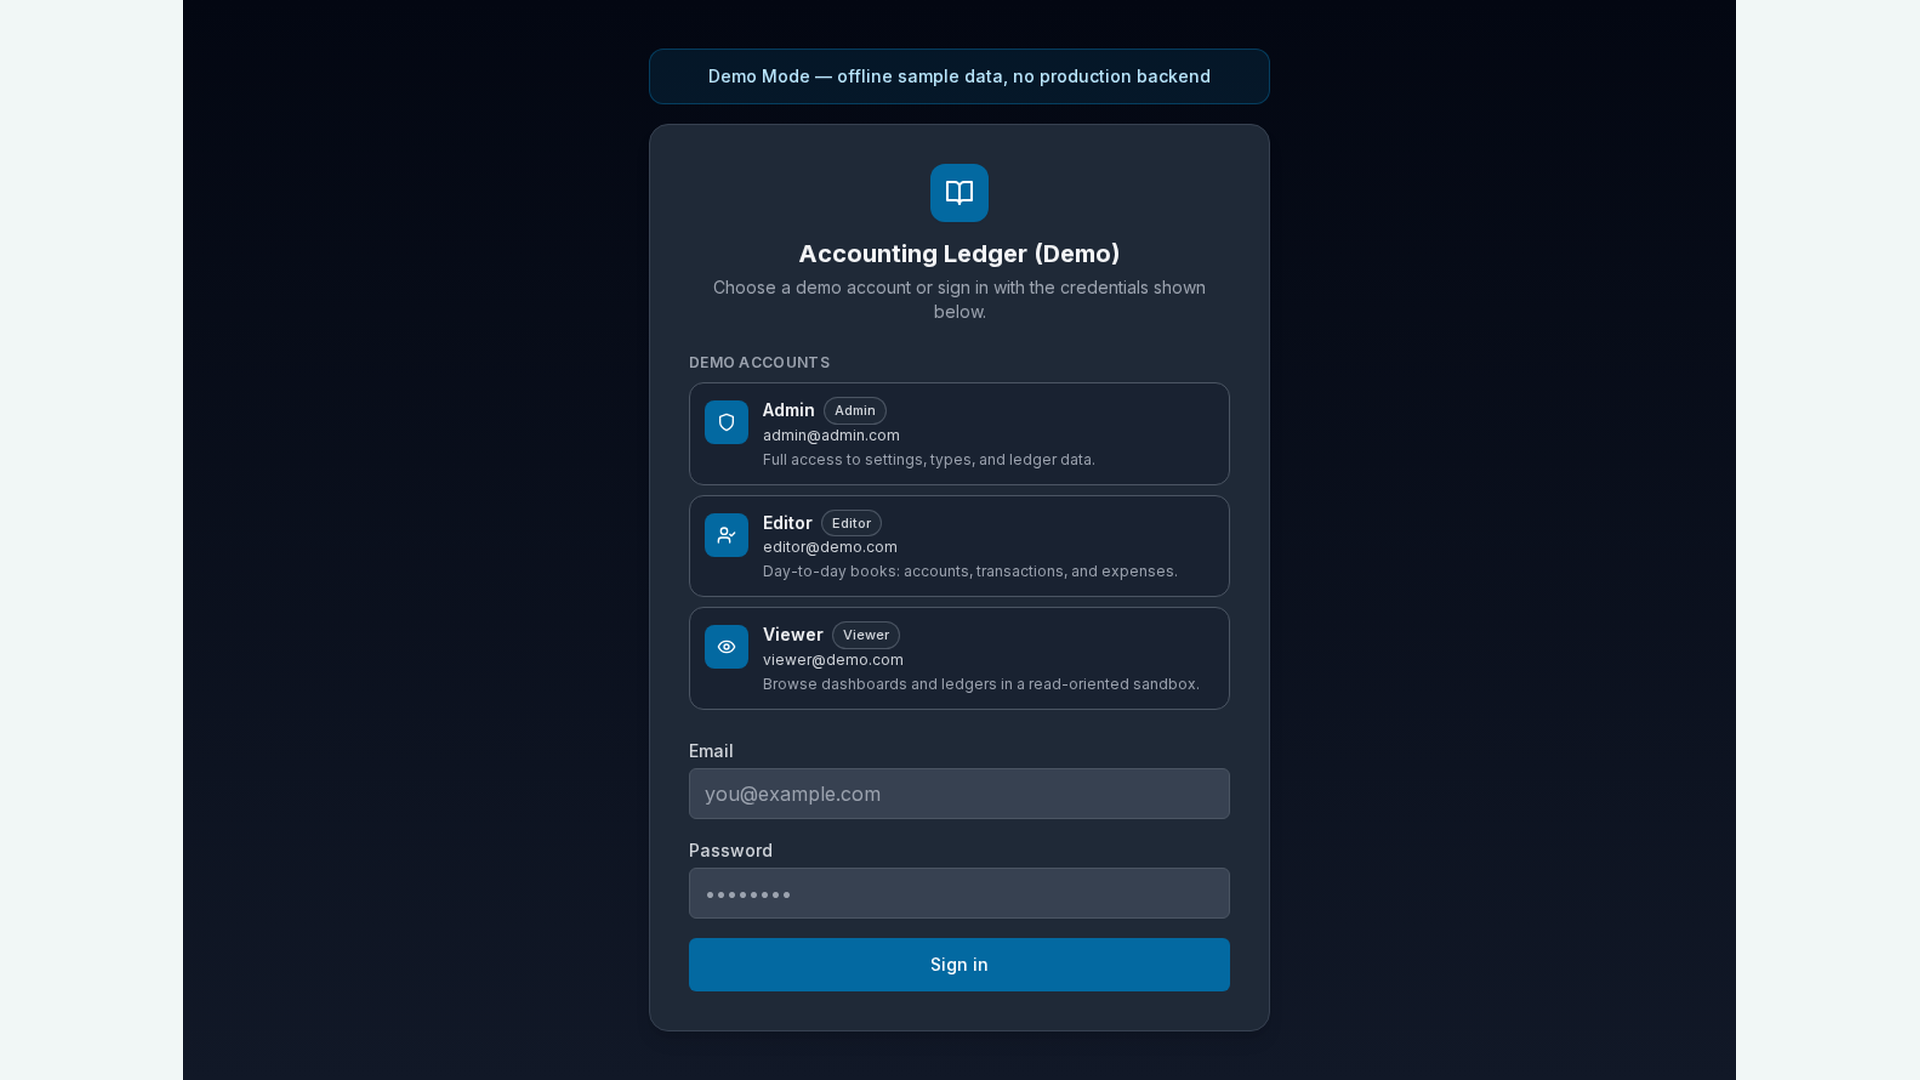 Demo Mode — offline sample data, no production backend
Accounting Ledger (Demo)
Choose a demo account or sign in with the credentials shown
below.
DEMO ACCOUNTS
Admin Admin
admin@admin.com
Full access to settings, types, and ledger data.
Editor Editor
editor@demo.com
Day-to-day books: accounts, transactions, and expenses.
Viewer Viewer
viewer@demo.com
Browse dashboards and ledgers in a read-oriented sandbox.
Email
you@example.com
Password
••••••••
Sign in